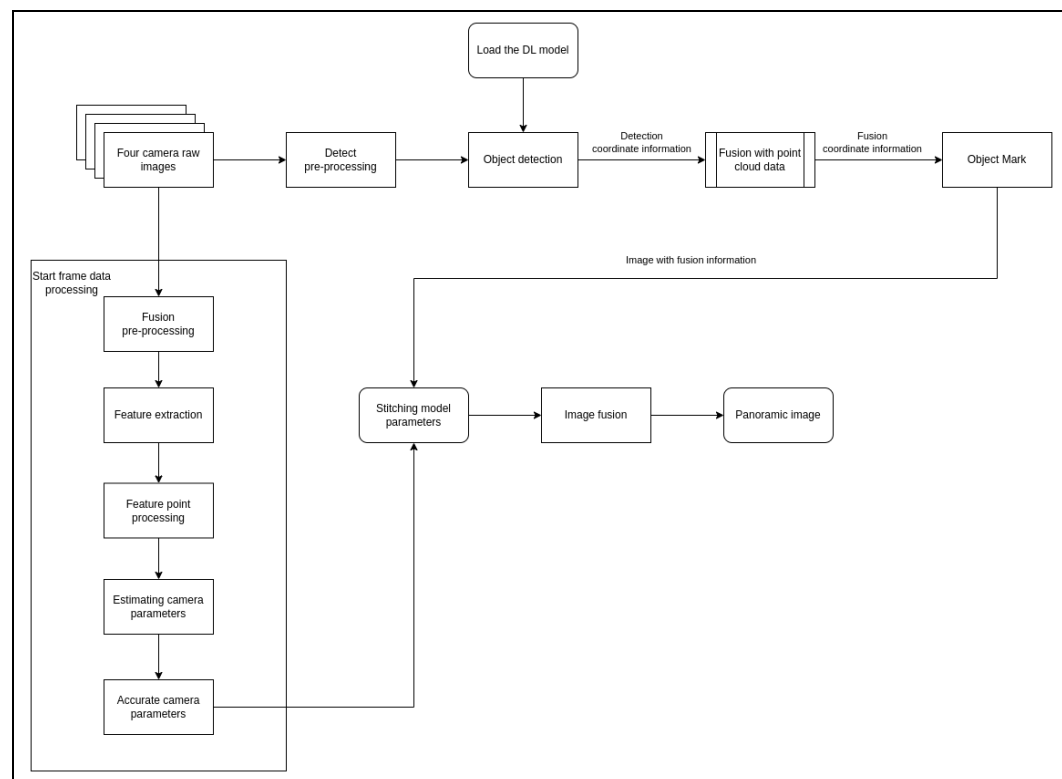 Load the DL model
Four camera raw
images
Detect
pre-processing
Object detection
Detection
coordinate information
Fusion with point
cloud data
Fusion
coordinate information
Object Mark
Image with fusion information
Start frame data
processing
Fusion
pre-processing
Feature extraction
Feature point
processing
Estimating camera
parameters
Accurate camera
parameters
Stitching model
parameters
Image fusion
Panoramic image